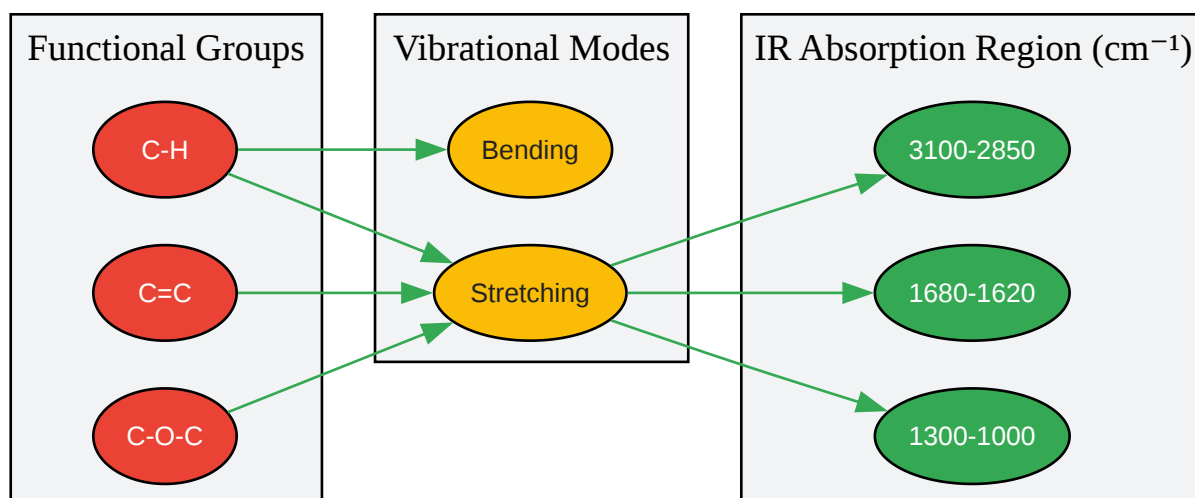 Functional Groups
C-H
C=C
C-O-C
Vibrational Modes
Bending
Stretching
IR Absorption Region (cm⁻¹)
3100-2850
1680-1620
1300-1000